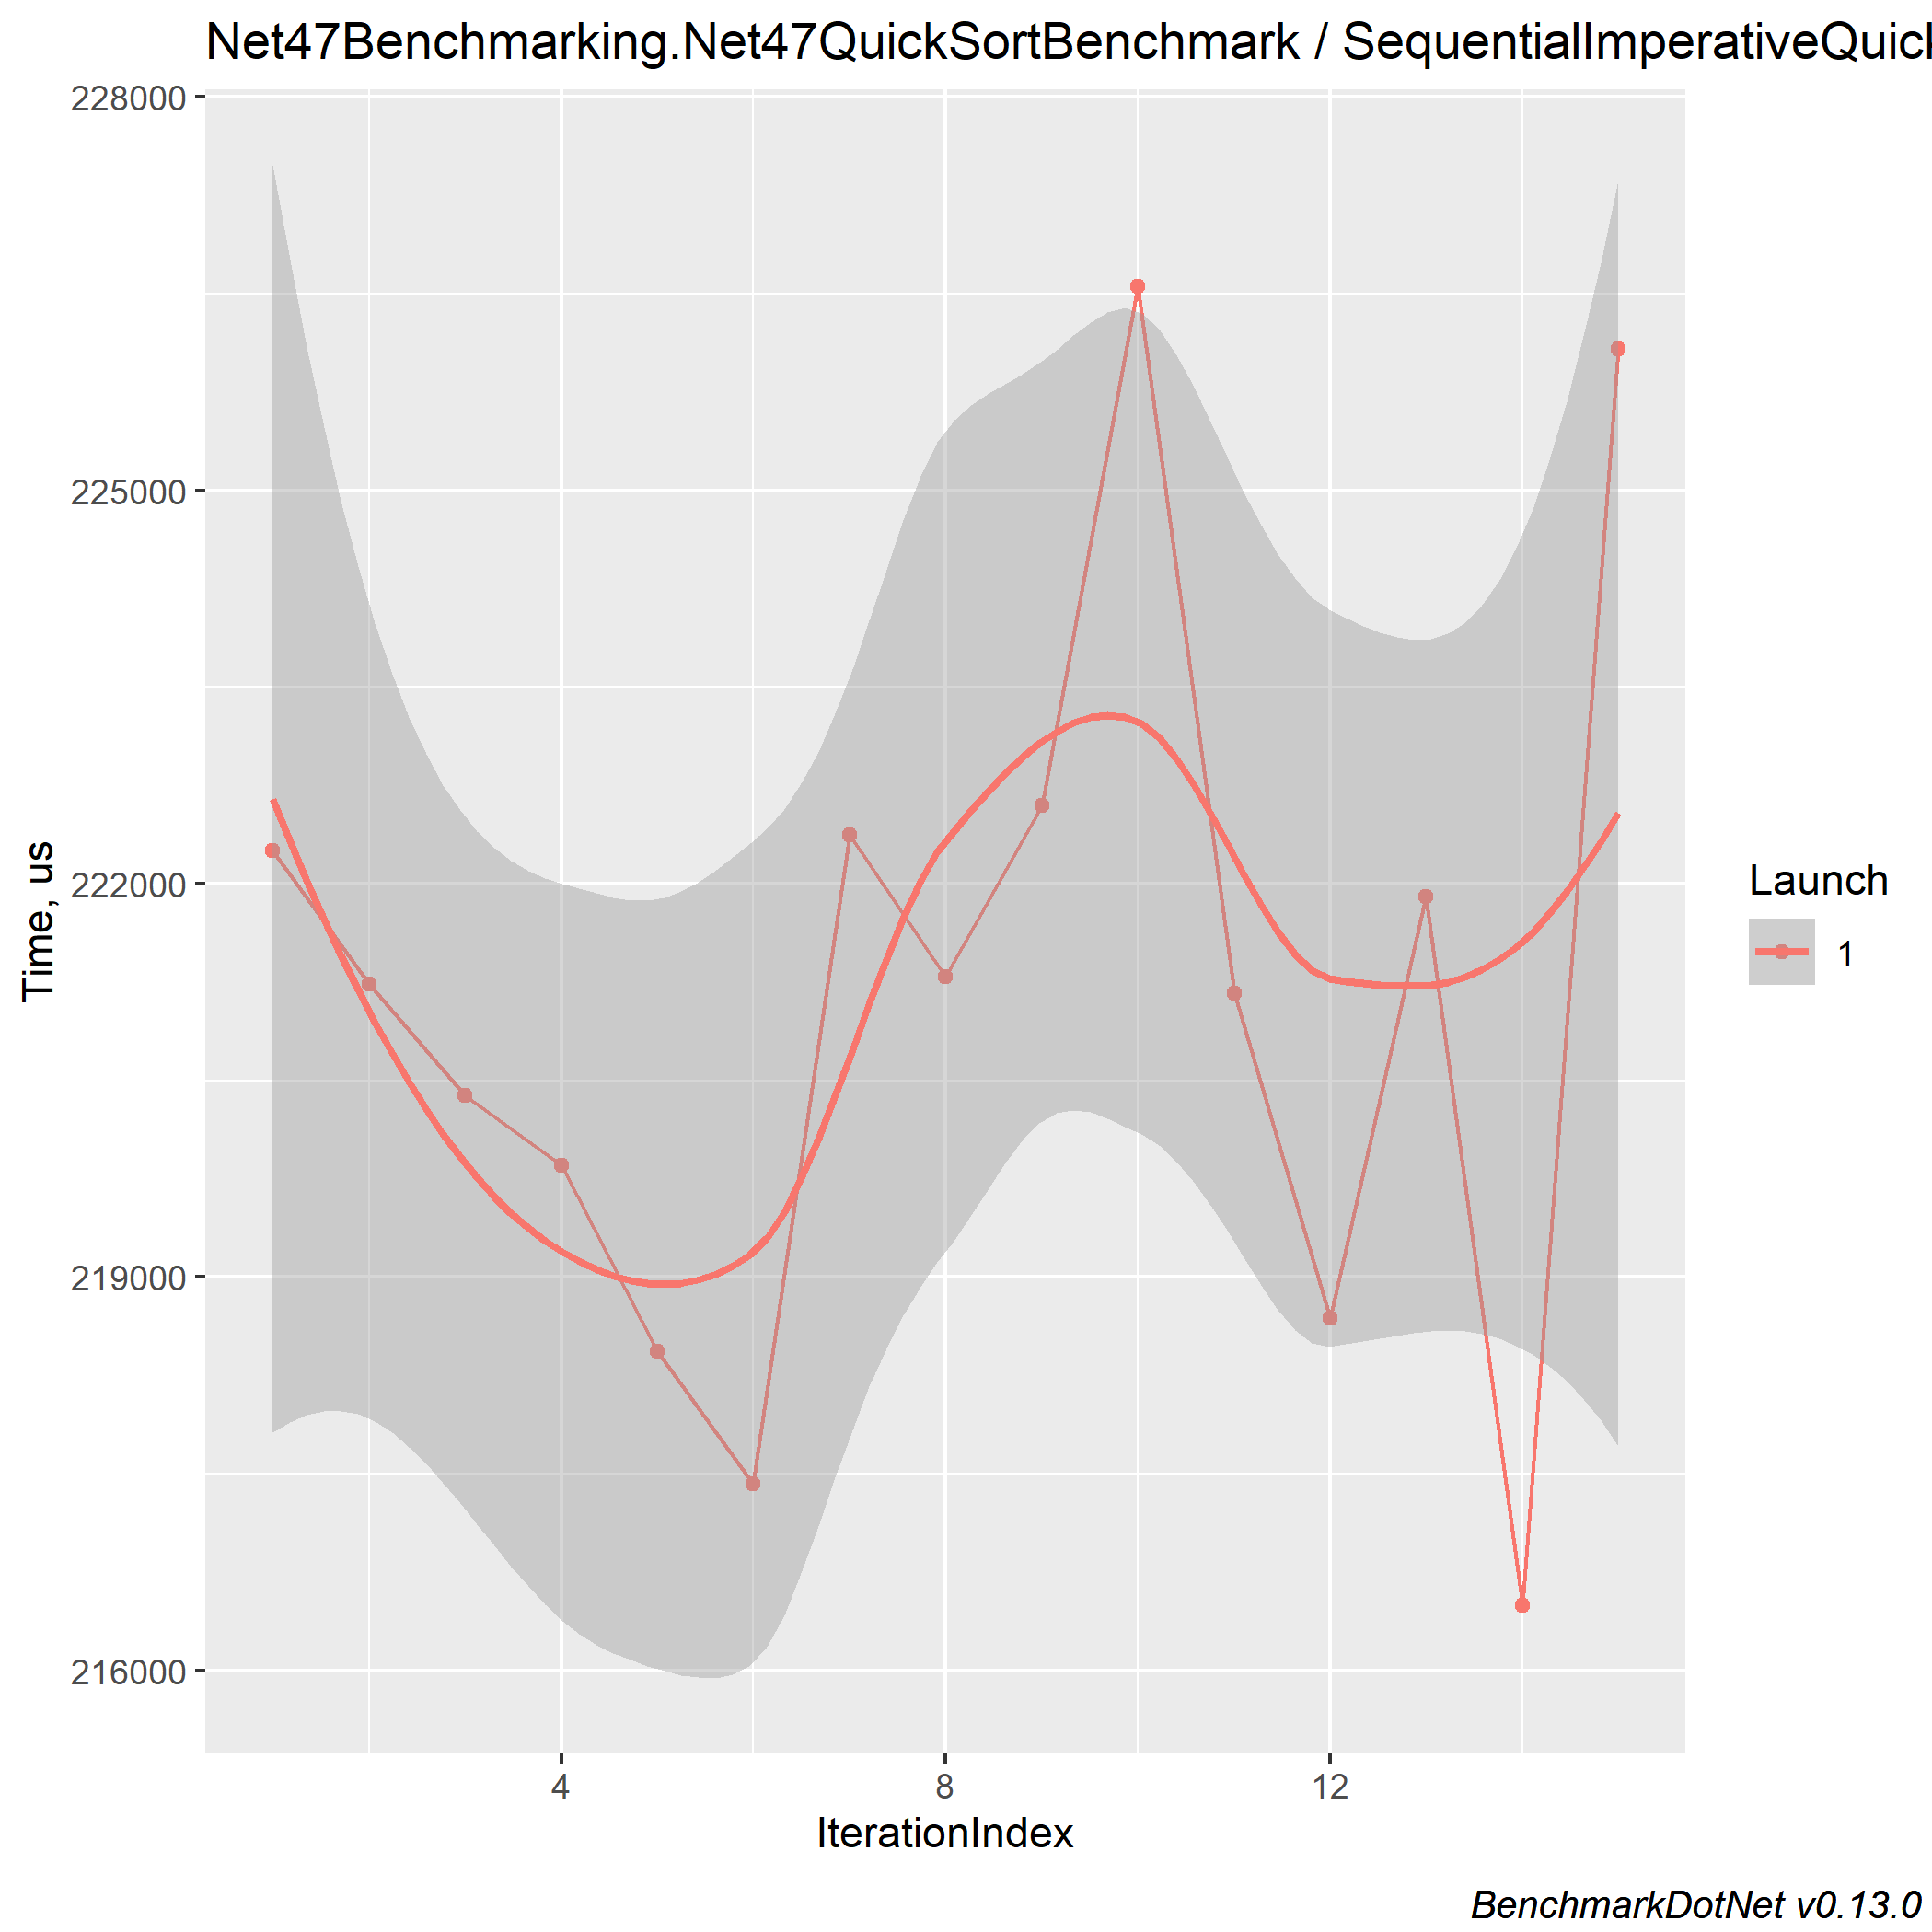 Net47Benchmarking.Net47QuickSortBenchmark / SequentialImperativeQuic
228000
225000
222000
219000
216000
Time, us
4 8 12
IterationIndex
Launch
1
BenchmarkDotNet v0.13.0